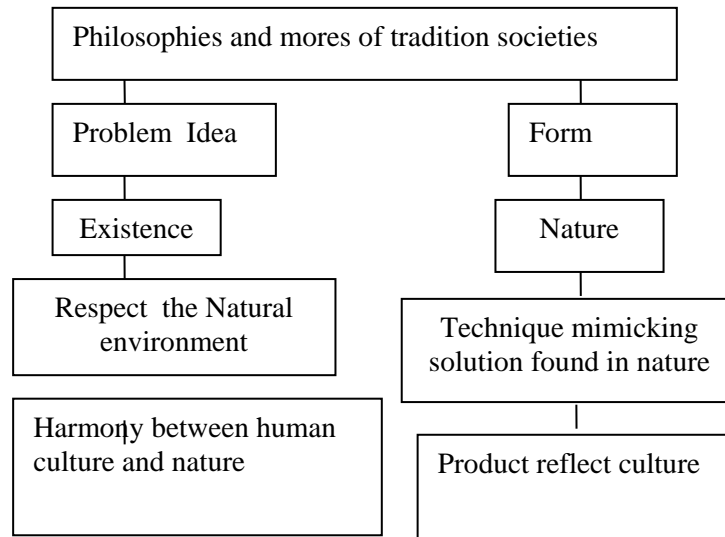 Philosophies and mores of tradition societies
Problem Idea
Form
Existence
Nature
Respect the Natural
environment
Technique mimicking
solution found in nature
Harmony between human
culture and nature
Product reflect culture